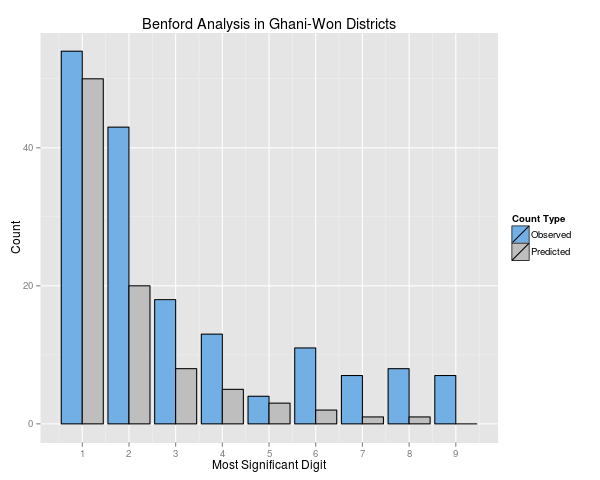 Benford Analysis in Ghani-Won Districts
Count
40
20
0
1 2 3 4 5 6 7 8 9
Most Significant Digit
Count Type
Observed
Predicted